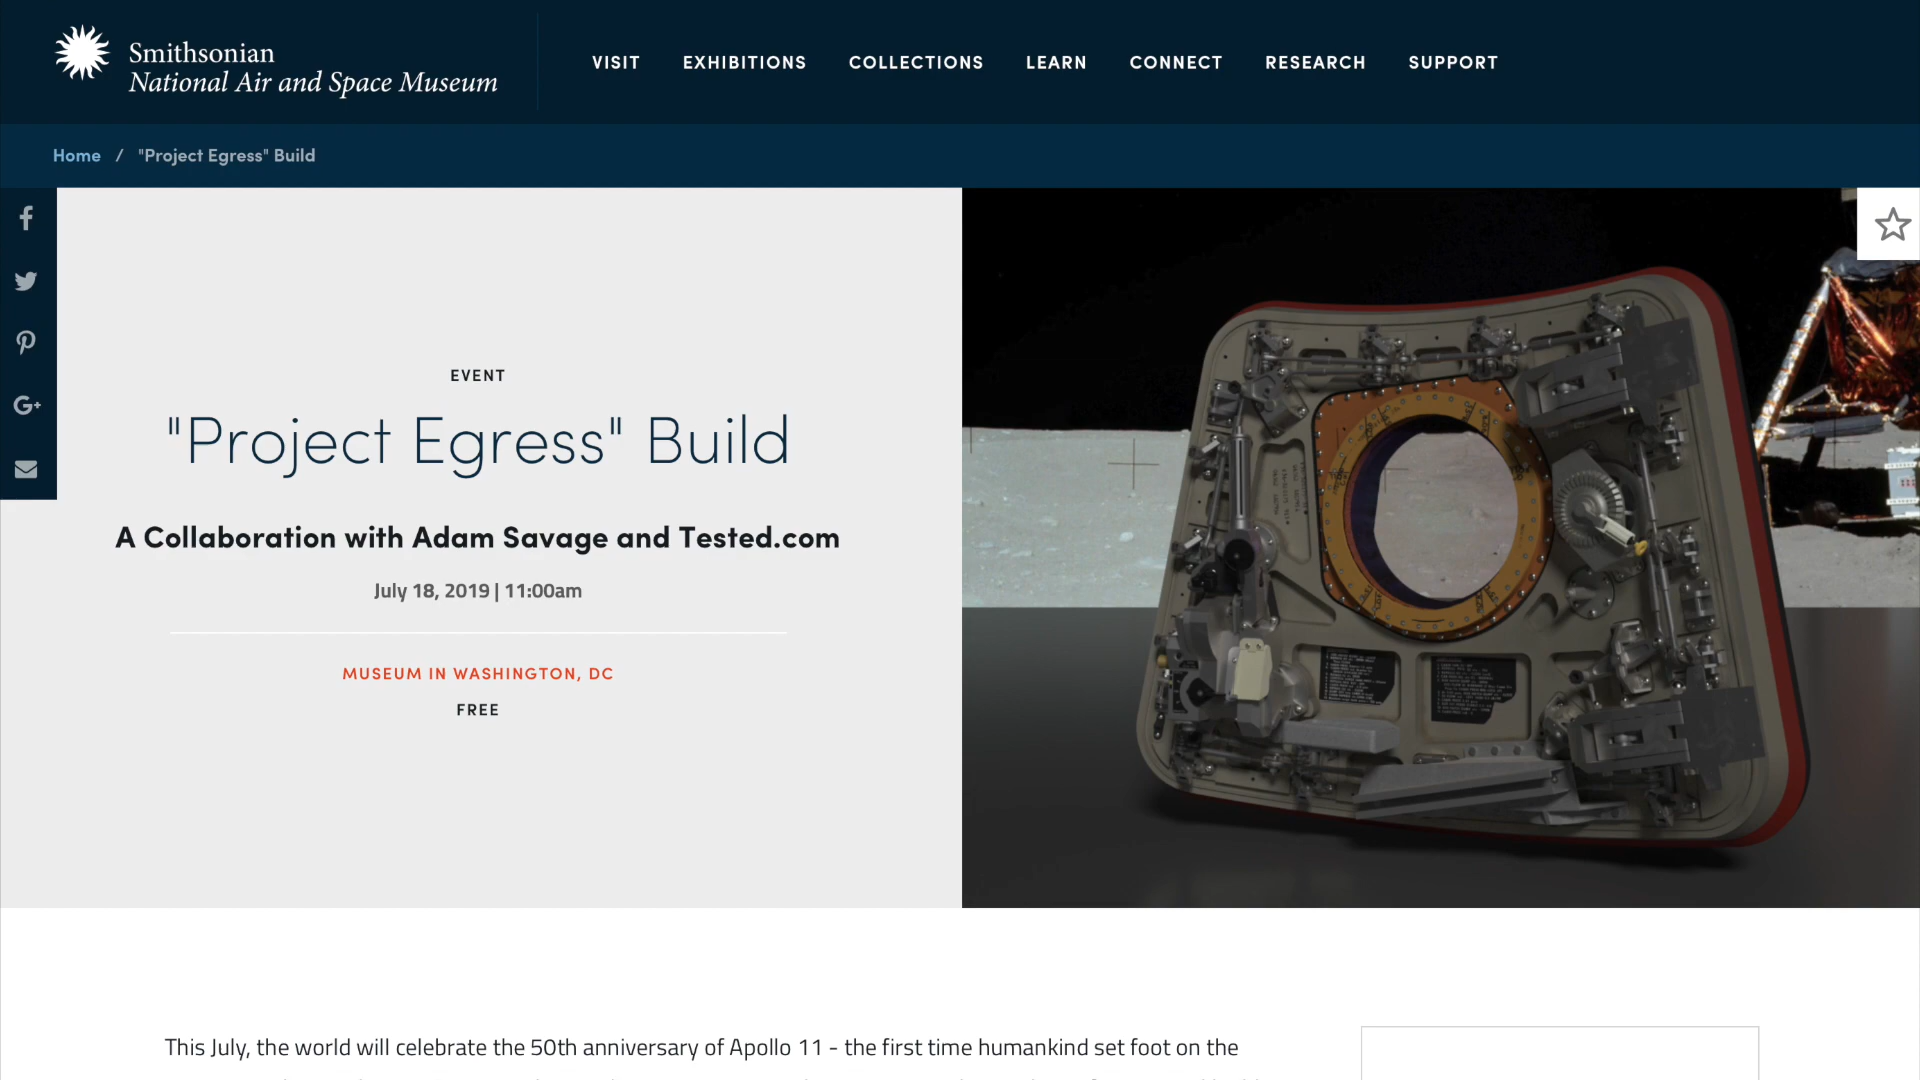 Smithsonian
National Air and Space Museum
VISIT EXHIBITIONS COLLECTIONS LEARN CONNECT RESEARCH SUPPORT
Home / "Project Egress" Build
EVENT
"Project Egress" Build
A Collaboration with Adam Savage and Tested.com
July 18, 2019 | 11:00am
MUSEUM IN WASHINGTON, DC
FREE
This July, the world will celebrate the 50th anniversary of Apollo 11 - the first time humankind set foot on the